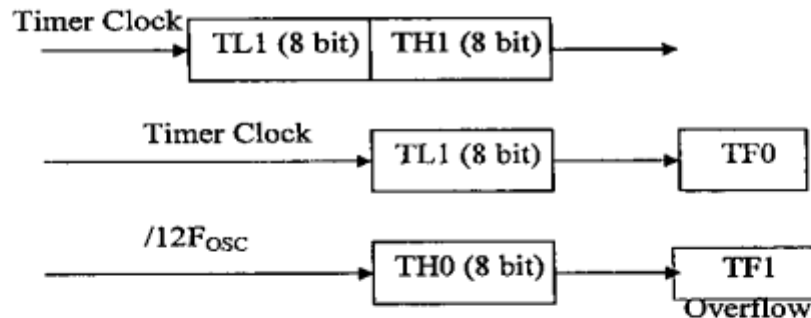 Timer Clock
TL1 (8 bit) TH1 (8 bit)
Timer Clock
TL1 (8 bit) TF0
/12F_OSC
TH0 (8 bit) TF1
Overflow